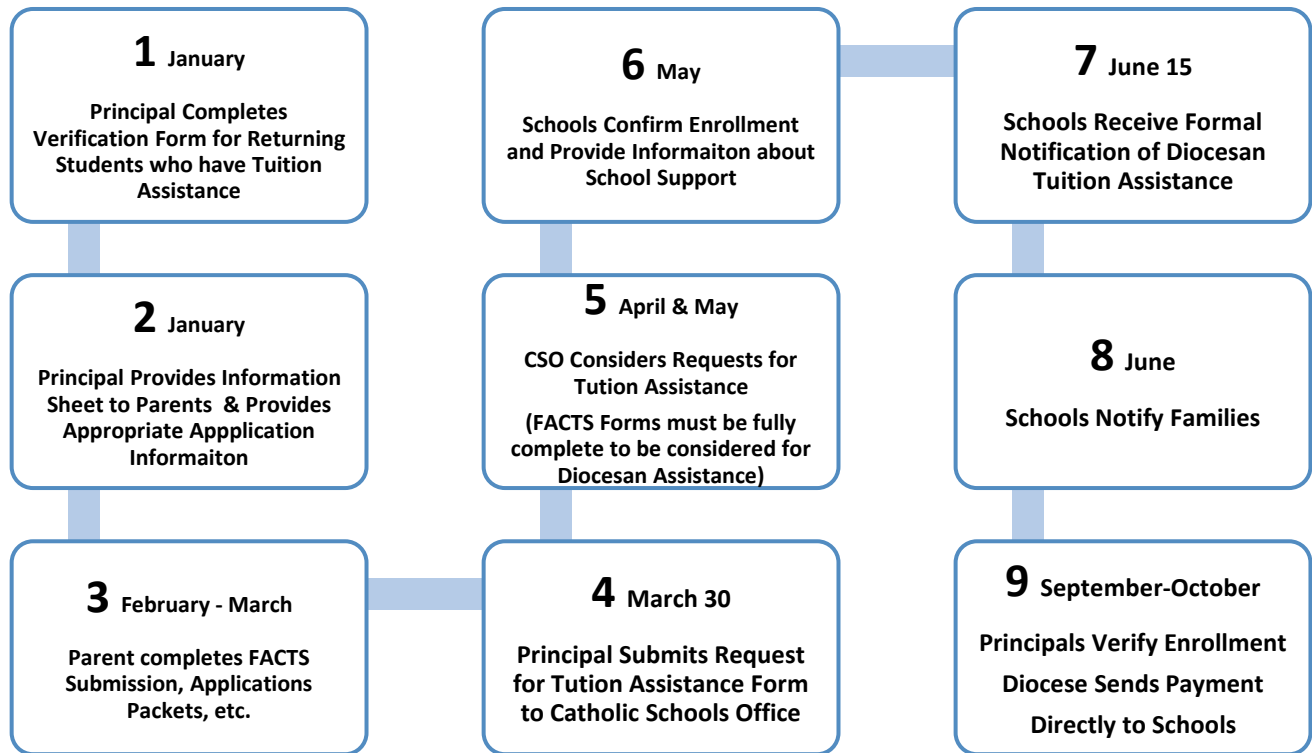 1 January
Principal Completes
Verification Form for Returning
Students who have Tuition
Assistance
2 January
Principal Provides Information
Sheet to Parents & Provides
Appropriate Appplication
Informaiton
3 February - March
Parent completes FACTS
Submission, Applications
Packets, etc.
4 March 30
Principal Submits Request
for Tution Assistance Form
to Catholic Schools Office
5 April & May
CSO Considers Requests for
Tution Assistance
(FACTS Forms must be fully
complete to be considered for
Diocesan Assistance)
6 May
Schools Confirm Enrollment
and Provide Informaiton about
School Support
7 June 15
Schools Receive Formal
Notification of Diocesan
Tuition Assistance
8 June
Schools Notify Families
9 September-October
Principals Verify Enrollment
Diocese Sends Payment
Directly to Schools